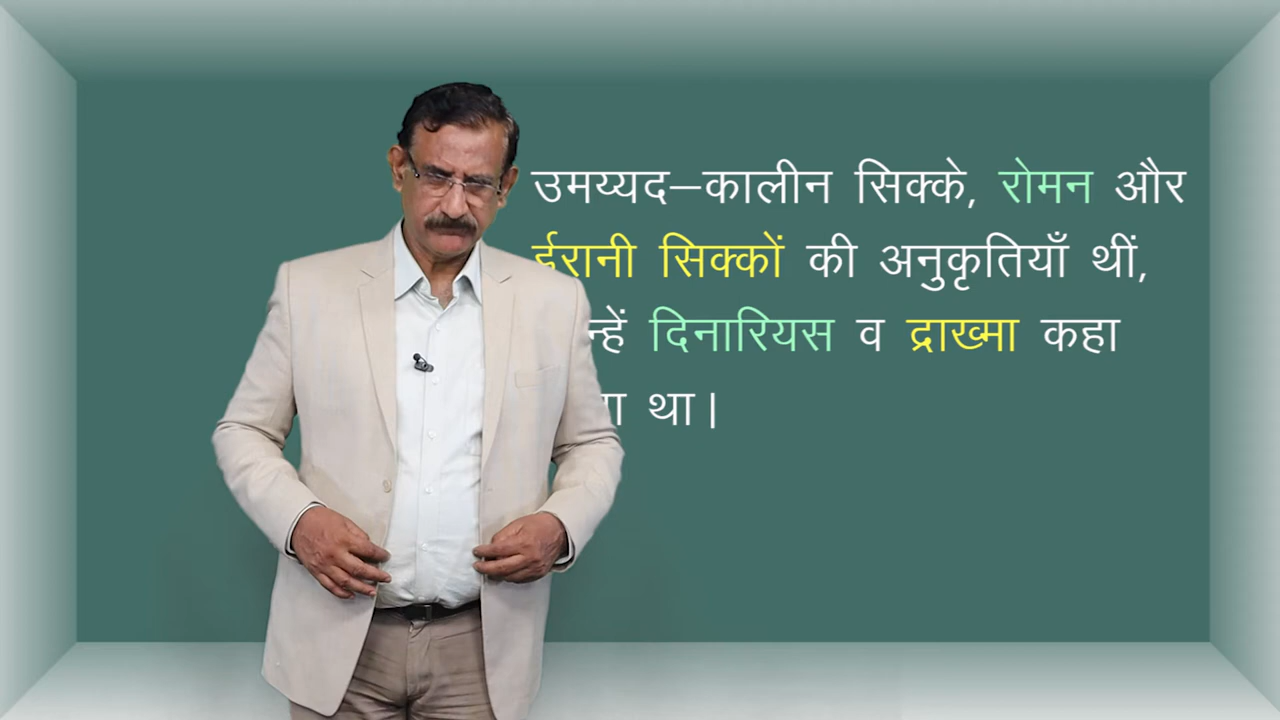 उमय्यद–कालीन सिक्के, रोमन और
ईरानी सिक्कों की अनुकृतियाँ थीं,
दिनारियस व द्राख्मा कहा
था।